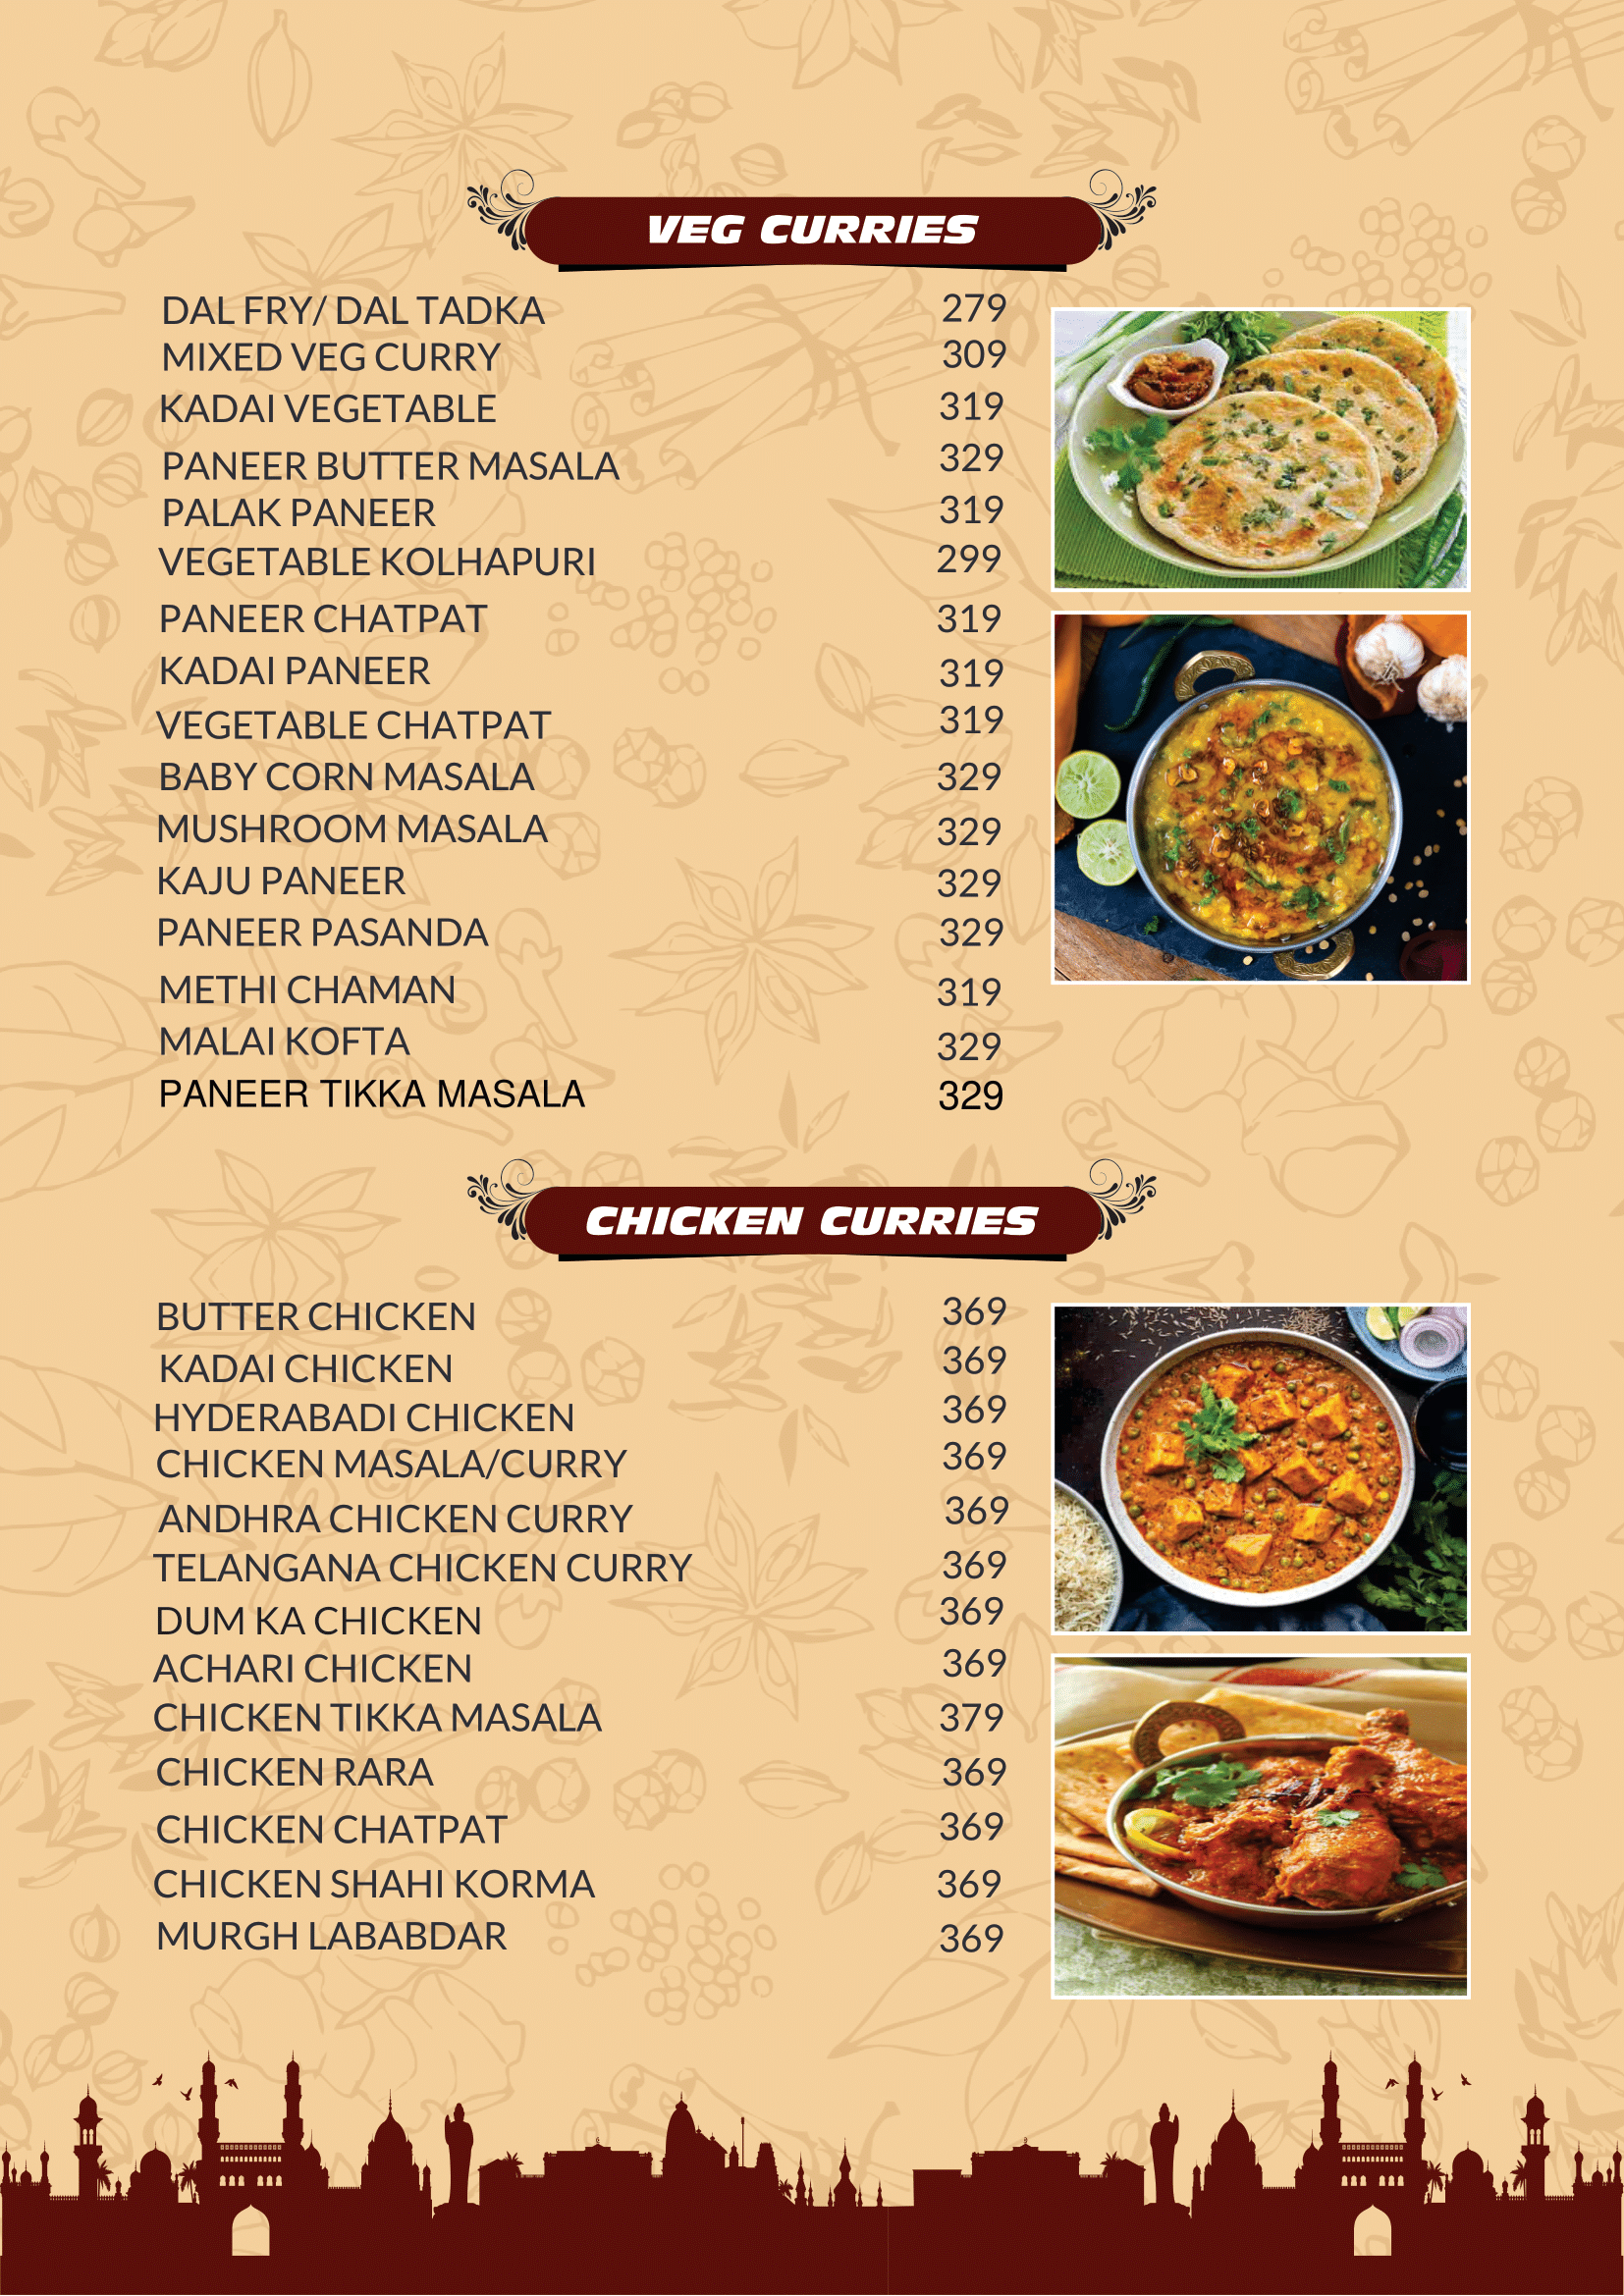 VEG CURRIES
DAL FRY/ DAL TADKA 279
MIXED VEG CURRY 309
KADAI VEGETABLE 319
PANEER BUTTER MASALA 329
PALAK PANEER 319
VEGETABLE KOLHAPURI 299
PANEER CHATPAT 319
KADAI PANEER 319
VEGETABLE CHATPAT 319
BABY CORN MASALA 329
MUSHROOM MASALA 329
KAJU PANEER 329
PANEER PASANDA 329
METHI CHAMAN 319
MALAI KOFTA 329
PANEER TIKKA MASALA 329
CHICKEN CURRIES
BUTTER CHICKEN 369
KADAI CHICKEN 369
HYDERABADI CHICKEN 369
CHICKEN MASALA/CURRY 369
ANDHRA CHICKEN CURRY 369
TELANGANA CHICKEN CURRY 369
DUM KA CHICKEN 369
ACHARI CHICKEN 369
CHICKEN TIKKA MASALA 379
CHICKEN RARA 369
CHICKEN CHATPAT 369
CHICKEN SHAHI KORMA 369
MURGH LABABDAR 369